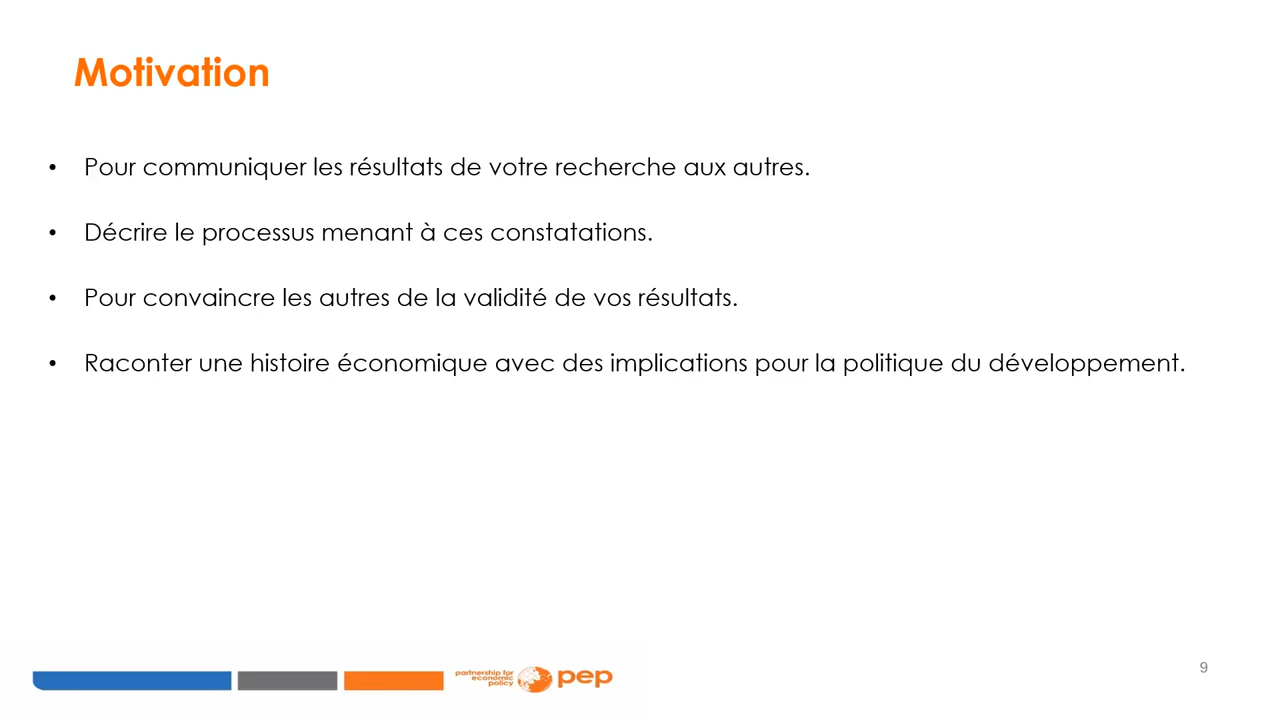 Motivation
• Pour communiquer les résultats de votre recherche aux autres.
• Décrire le processus menant à ces constatations.
• Pour convaincre les autres de la validité de vos résultats.
• Raconter une histoire économique avec des implications pour la politique du développement.
partnership for
economic
policy
pep
9